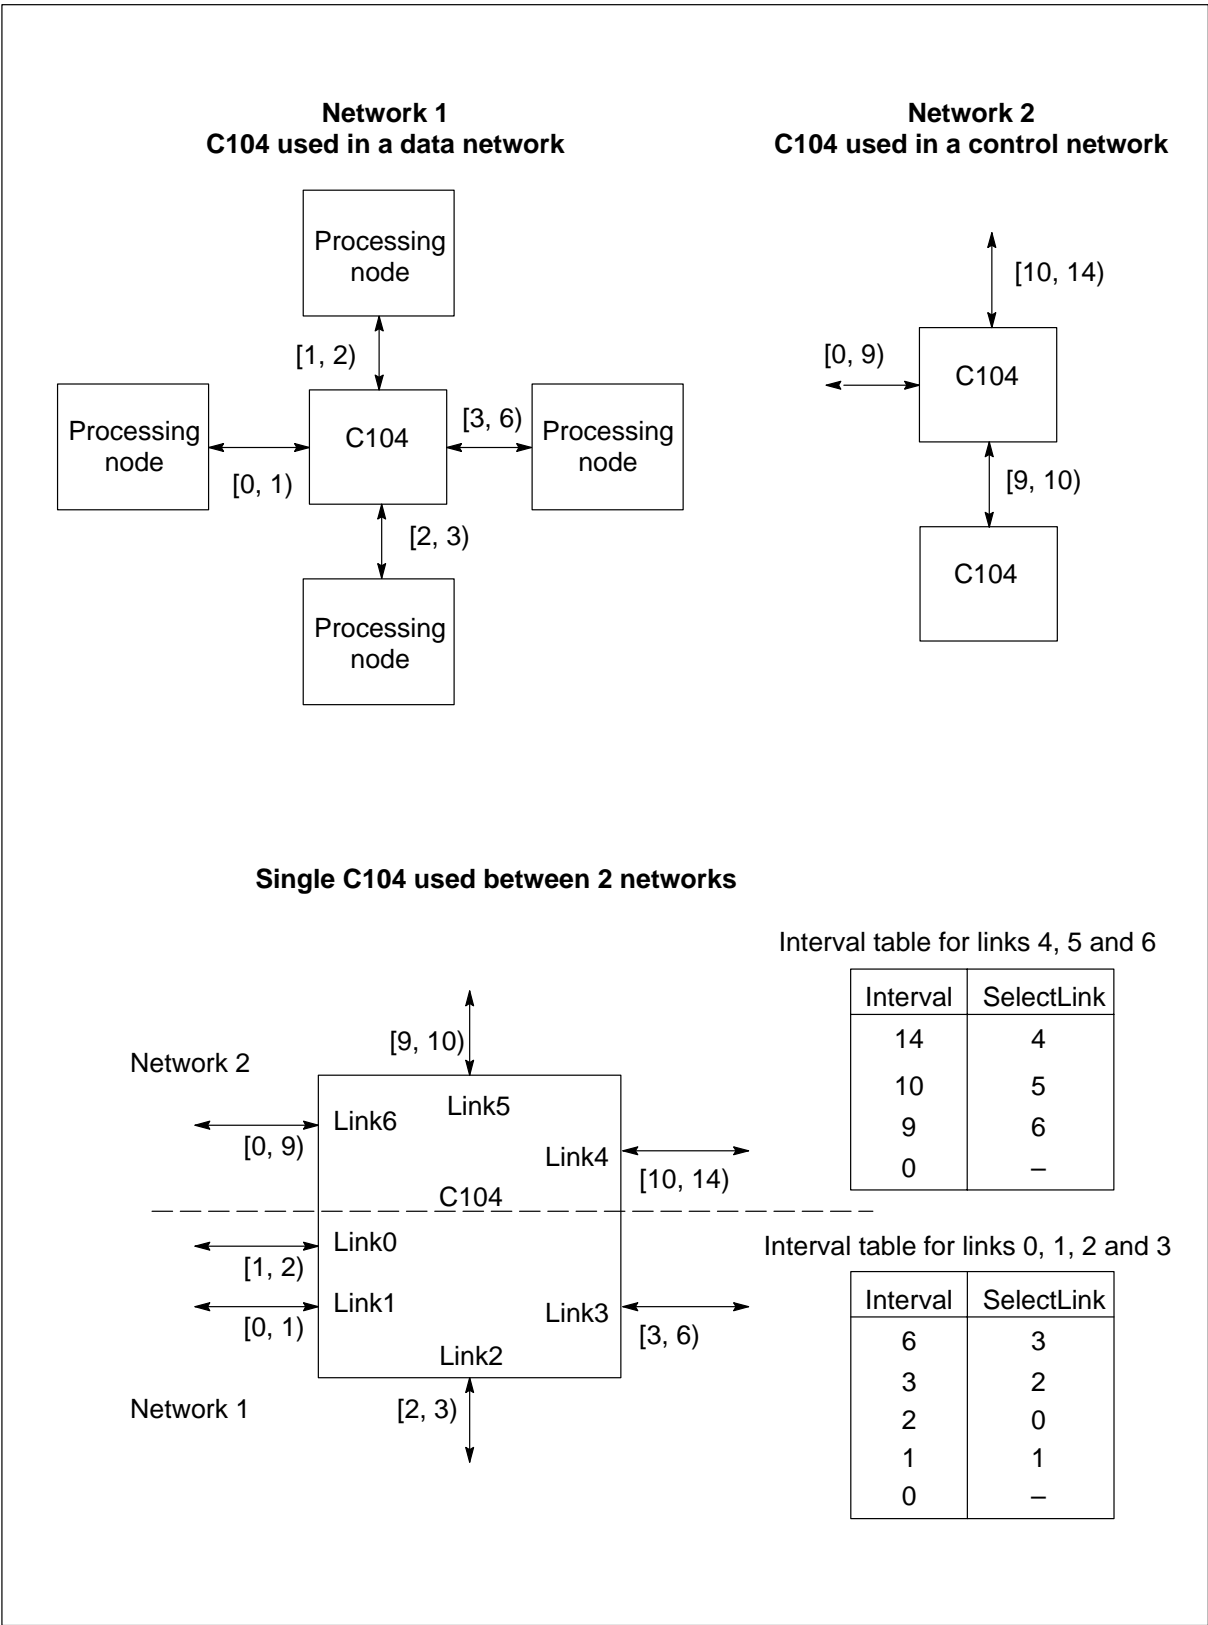 Network 1
C104 used in a data network
Network 2
C104 used in a control network
Processing
node
[1, 2)
Processing
node
[0, 1)
C104
[3, 6)
Processing
node
[2, 3)
Processing
node
[10, 14)
[0, 9)
C104
[9, 10)
C104
Single C104 used between 2 networks
Network 2
[9, 10)
Link5
Link6
[0, 9)
Link4
[10, 14)
C104
Link0
[1, 2)
Link1
[0, 1)
Link3
[3, 6)
Link2
[2, 3)
Network 1
Interval table for links 4, 5 and 6
Interval SelectLink
14 4
10 5
9 6
0 –
Interval table for links 0, 1, 2 and 3
Interval SelectLink
6 3
3 2
2 0
1 1
0 –